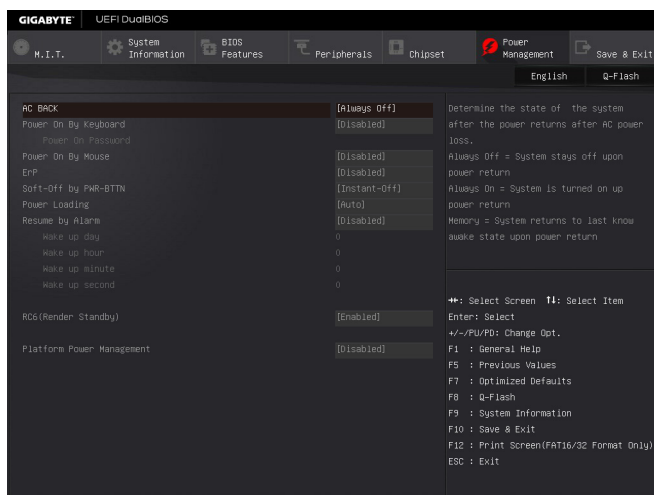 GIGABYTE™ UEFI DualBIOS
M.I.T. System Information BIOS Features Peripherals Chipset Power Management Save & Exit
English Q-Flash
AC BACK [Always Off]
Power On By Keyboard [Disabled]
Power On Password
Power On By Mouse [Disabled]
ErP [Disabled]
Soft-Off by PWR-BTTN [Instant-Off]
Power Loading [Auto]
Resume by Alarm [Disabled]
Wake up day 0
Wake up hour 0
Wake up minute 0
Wake up second 0
RC6(Render Standby) [Enabled]
Platform Power Management [Disabled]
Determine the state of the system
after the power returns after AC power
loss.
Always Off = System stays off upon
power return
Always On = System is turned on up
power return
Memory = System returns to last know
awake state upon power return
→←: Select Screen ↑↓: Select Item
Enter: Select
+/-/PU/PD: Change Opt.
F1 : General Help
F5 : Previous Values
F7 : Optimized Defaults
F8 : Q-Flash
F9 : System Information
F10 : Save & Exit
F12 : Print Screen(FAT16/32 Format Only)
ESC : Exit